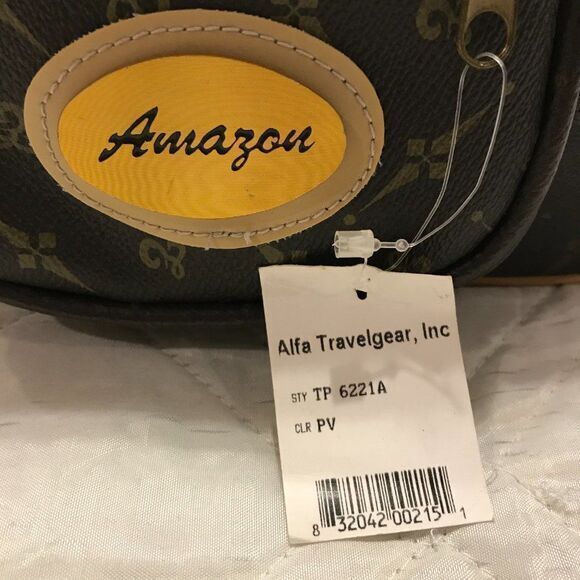 Amazon
Alfa Travelgear, Inc
STY TP 6221A
CLR PV
8 32042 00215 1